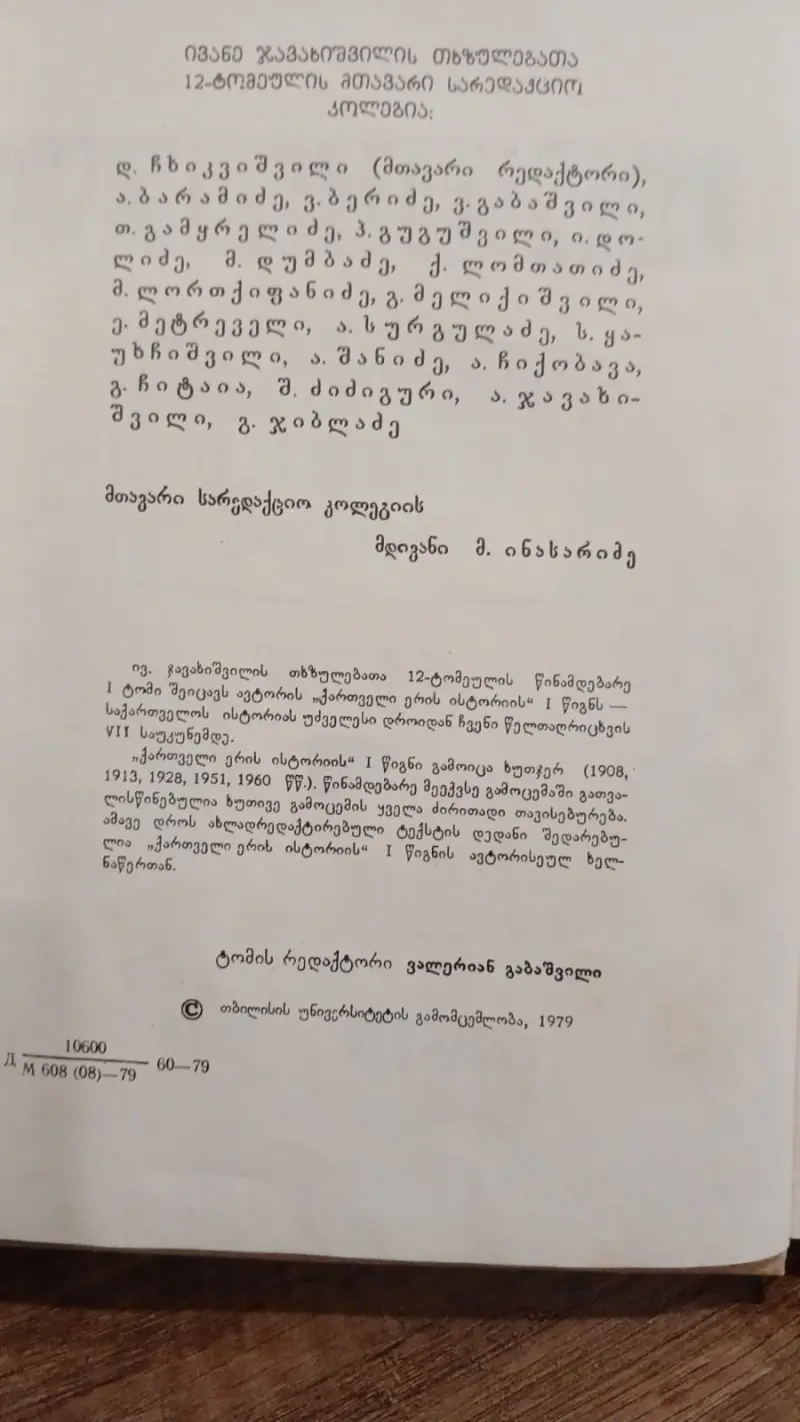 ივანე ჯავახიშვილის თხზულებათა
12-ტომეულის მთავარი სარედაქციო
კოლეგია:
დ. ჩხიკვიშვილი (მთავარი რედაქტორი),
ა. ბარამიძე, ვ. ბერიძე, ვ. გაბაშვილი,
თ. გამყრელიძე, პ. გუგუშვილი, ი. დო-
ლიძე, მ. დუმბაძე, ქ. ლომთათიძე,
მ. ლორთქიფანიძე, გ. მელიქიშვილი,
ე. მეტრეველი, ა. სურგულაძე, ს. ყა-
უხჩიშვილი, ა. შანიძე, ა. ჩიქობავა,
გ. ჩიტაია, შ. ძიძიგური, ა. ჯავახი-
შვილი, გ. ჯიბლაძე
მთავარი სარედაქციო კოლეგიის
მდივანი მ. ინასარიძე
ივ. ჯავახიშვილის თხზულებათა 12-ტომეულის წინამდებარე
I ტომი შეიცავს ავტორის „ქართველი ერის ისტორიის“ I წიგნს —
საქართველოს ისტორიას უძველესი დროიდან ჩვენი წელთაღრიცხვის
VII საუკუნემდე.
„ქართველი ერის ისტორიის“ I წიგნი გამოიცა ხუთჯერ (1908,
1913, 1928, 1951, 1960 წწ.). წინამდებარე მეექვსე გამოცემაში გათვა-
ლისწინებულია ხუთივე გამოცემის ყველა ძირითადი თავისებურება.
ამავე დროს ახლადრედაქტირებული ტექსტის დედანი შედარებუ-
ლია „ქართველი ერის ისტორიის“ I წიგნის ავტორისეულ ხელ-
ნაწერთან.
ტომის რედაქტორი ვალერიან გაბაშვილი
© თბილისის უნივერსიტეტის გამომცემლობა, 1979
10600
Д М 608 (08)—79 60—79